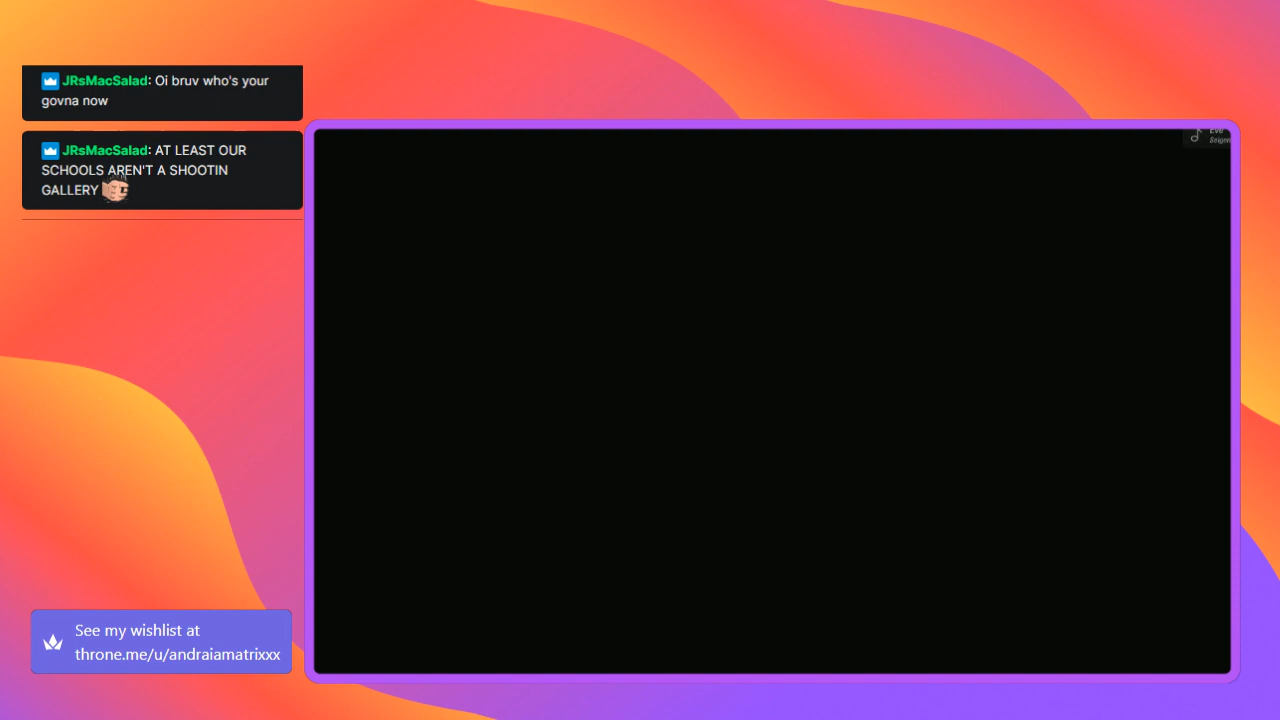 JRsMacSalad: Oi bruv who's your
govna now
JRsMacSalad: AT LEAST OUR
SCHOOLS AREN'T A SHOOTIN
GALLERY
Eve
See my wishlist at
throne.me/u/andraiamatrixxx